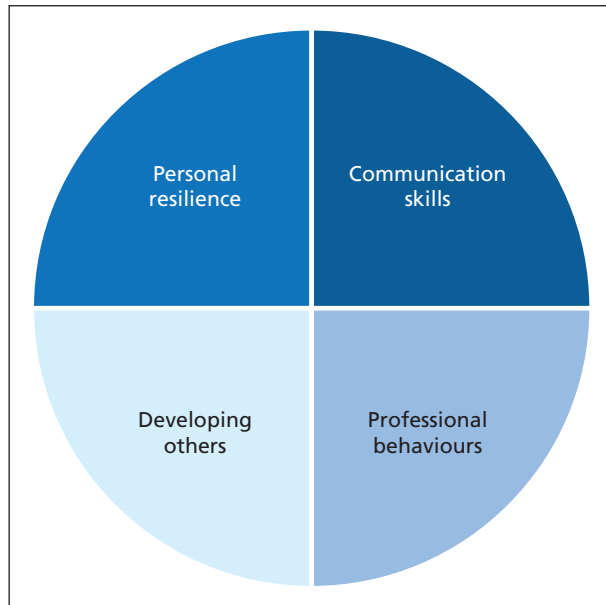 Personal
resilience
Communication
skills
Developing
others
Professional
behaviours